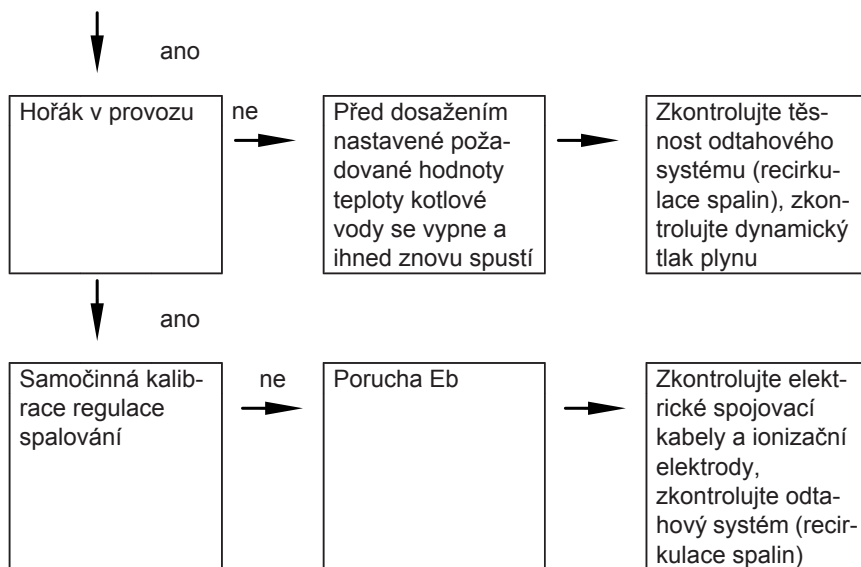 ano
Hořák v provozu
ne
Před dosažením
nastavené poža-
dované hodnoty
teploty kotlové
vody se vypne a
ihned znovu spustí
Zkontrolujte těs-
nost odtahového
systému (recirku-
lace spalin), zkon-
trolujte dynamický
tlak plynu
ano
Samočinná kalib-
race regulace
spalování
ne
Porucha Eb
Zkontrolujte elekt-
rické spojovací
kabely a ionizační
elektrody,
zkontrolujte odta-
hový systém (recir-
kulace spalin)